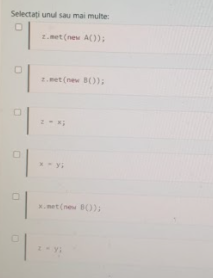 Selectați unul sau mai multe:
z.met(new A());
z.met(new B());
z = x;
x = y;
x.met(new B());
z = y;